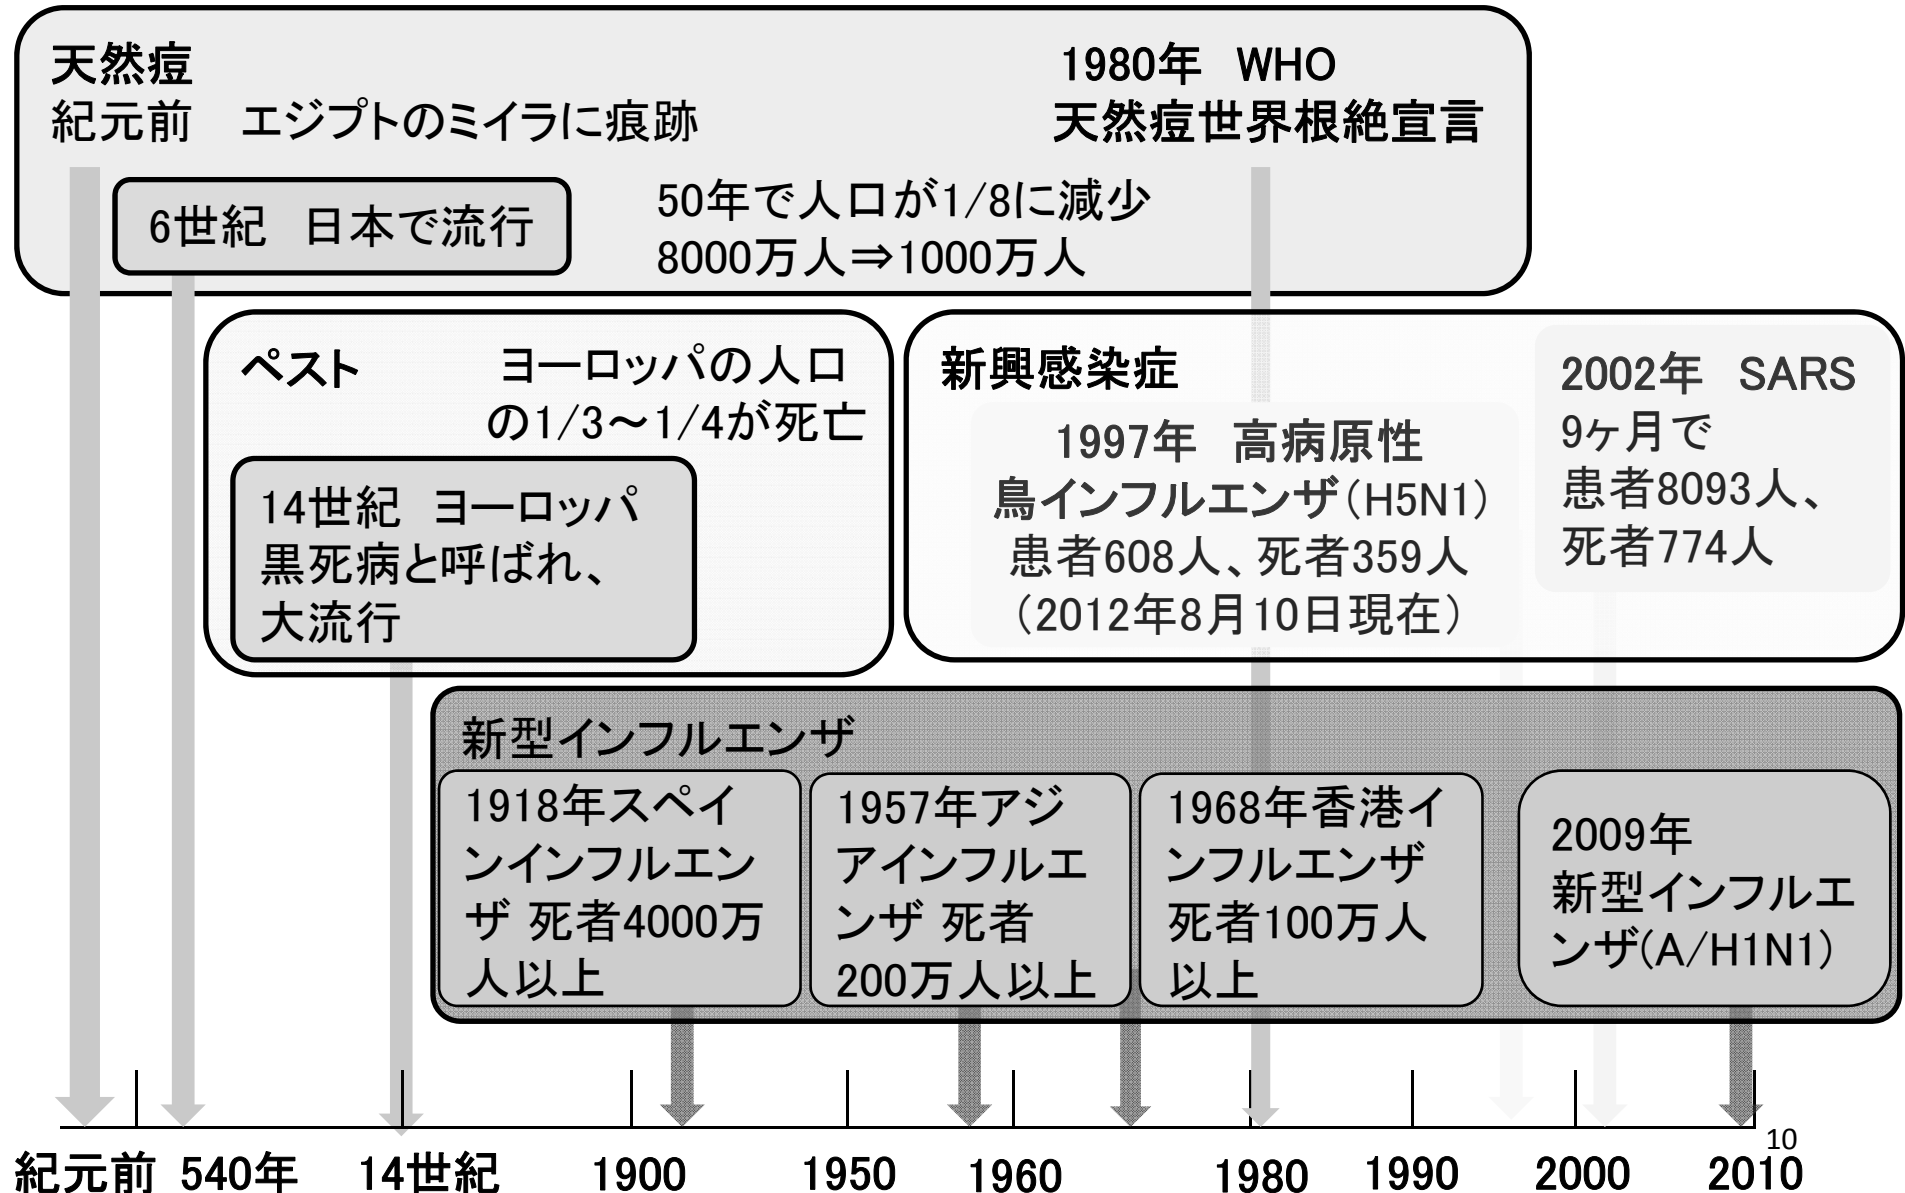 天然痘
紀元前　エジプトのミイラに痕跡
1980年　WHO
天然痘世界根絶宣言
6世紀　日本で流行
50年で人口が1/8に減少
8000万人⇒1000万人
ペスト
ヨーロッパの人口
の1/3～1/4が死亡
14世紀　ヨーロッパ
黒死病と呼ばれ、
大流行
新興感染症
1997年　高病原性
鳥インフルエンザ（H5N1）
患者608人、死者359人
（2012年8月10日現在）
2002年　SARS
9ヶ月で
患者8093人、
死者774人
新型インフルエンザ
1918年スペイ
ンインフルエン
ザ 死者4000万
人以上
1957年アジ
アインフルエ
ンザ 死者
200万人以上
1968年香港イ
ンフルエンザ
死者100万人
以上
2009年
新型インフルエ
ンザ(A/H1N1)
紀元前 540年 14世紀 1900 1950 1960 1980 1990 2000 2010
10